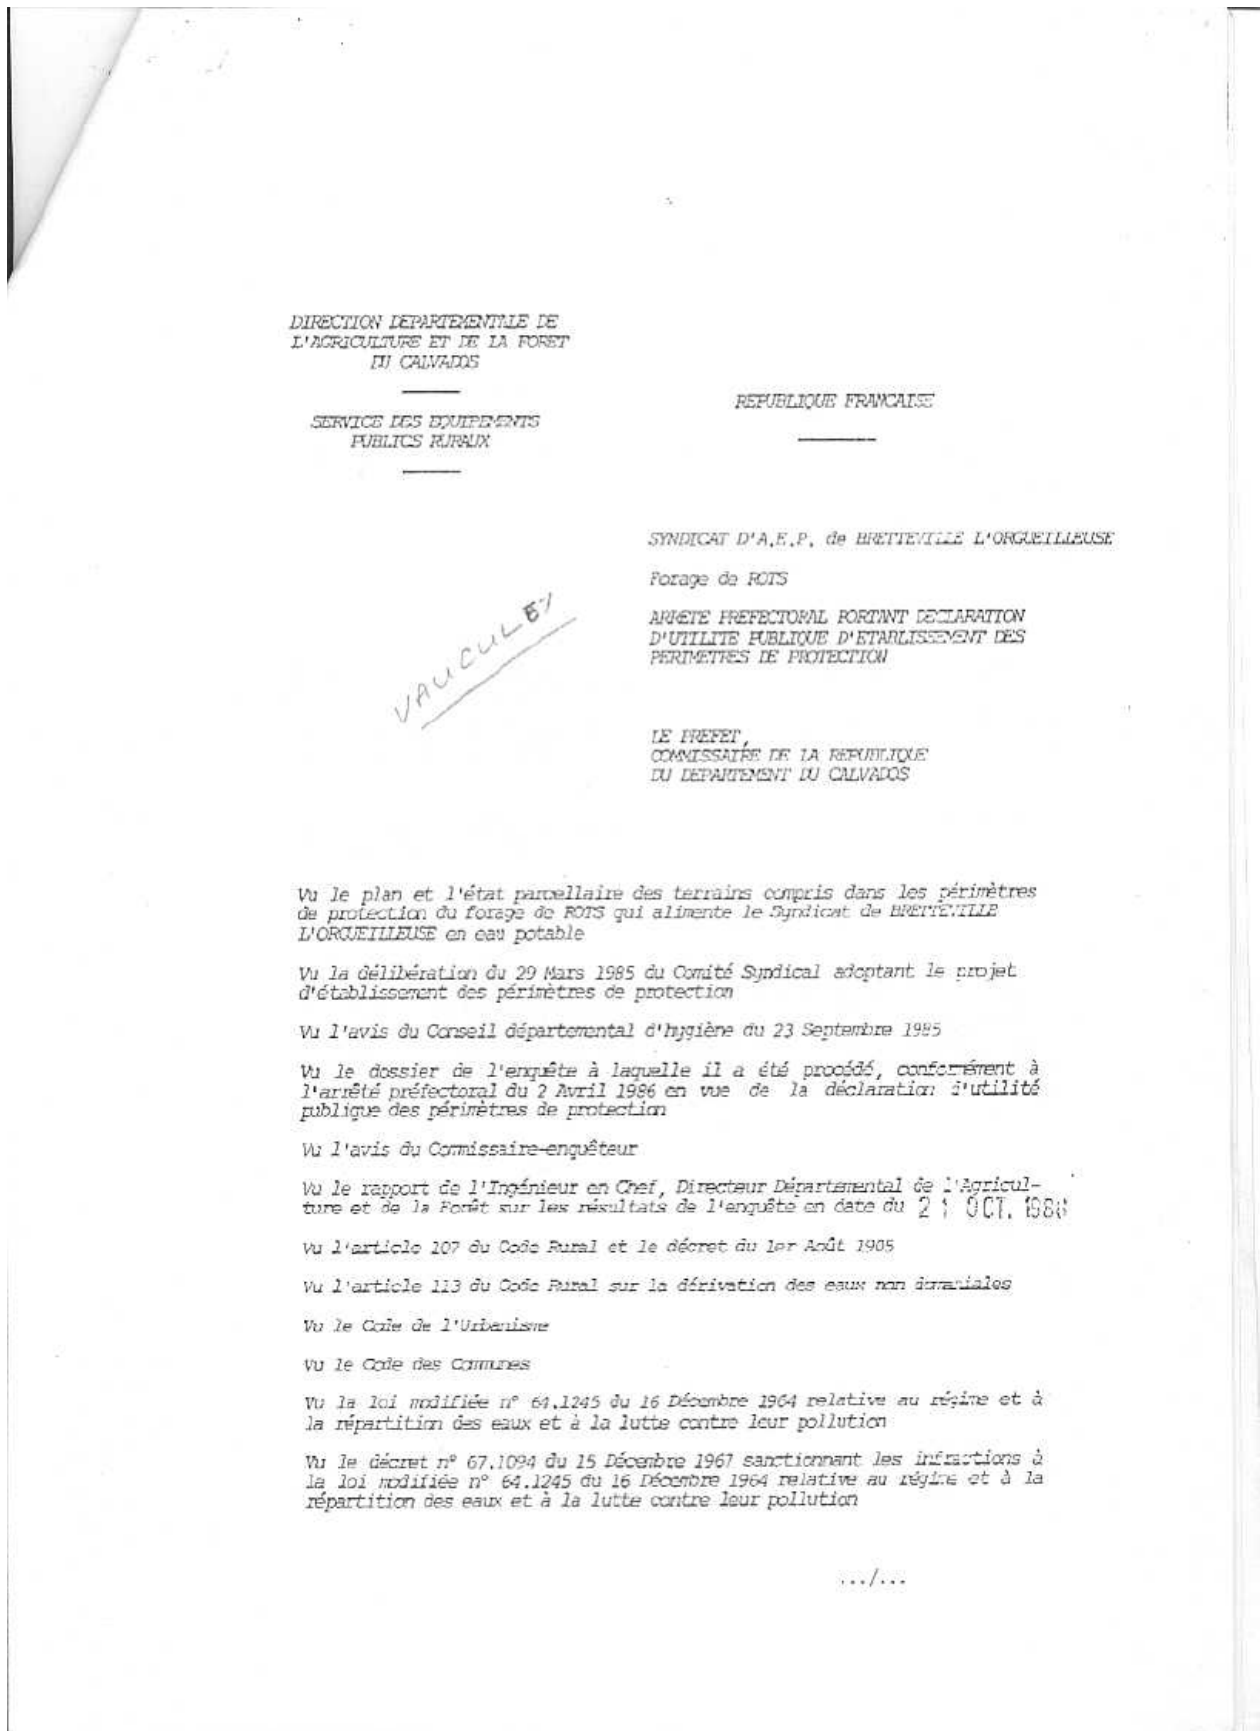 DIRECTION DEPARTEMENTALE DE
L'AGRICULTURE ET DE LA FORET
DU CALVADOS
SERVICE DES EQUIPEMENTS
PUBLICS RURAUX
REPUBLIQUE FRANCAISE
SYNDICAT D'A.E.P. de BRETTEVILLE L'ORGUEILLEUSE
Forage de ROTS
VAUCULEY
ARRETE PREFECTORAL PORTANT DECLARATION
D'UTILITE PUBLIQUE D'ETABLISSEMENT DES
PERIMETRES DE PROTECTION
LE PREFET,
COMMISSAIRE DE LA REPUBLIQUE
DU DEPARTEMENT DU CALVADOS
Vu le plan et l'état parcellaire des terrains compris dans les périmètres
de protection du forage de ROTS qui alimente le Syndicat de BRETTEVILLE
L'ORGUEILLEUSE en eau potable
Vu la délibération du 29 Mars 1985 du Comité Syndical adoptant le projet
d'établissement des périmètres de protection
Vu l'avis du Conseil départemental d'hygiène du 23 Septembre 1985
Vu le dossier de l'enquête à laquelle il a été procédé, conformément à
l'arrêté préfectoral du 2 Avril 1986 en vue de la déclaration d'utilité
publique des périmètres de protection
Vu l'avis du Commissaire-enquêteur
Vu le rapport de l'Ingénieur en Chef, Directeur Départemental de l'Agricul-
ture et de la Forêt sur les résultats de l'enquête en date du 21 OCT. 1986
Vu l'article 107 du Code Rural et le décret du 1er Août 1905
Vu l'article 113 du Code Rural sur la dérivation des eaux non domaniales
Vu le Code de l'Urbanisme
Vu le Code des Communes
Vu la loi modifiée n° 64.1245 du 16 Décembre 1964 relative au régime et à
la répartition des eaux et à la lutte contre leur pollution
Vu le décret n° 67.1094 du 15 Décembre 1967 sanctionnant les infractions à
la loi modifiée n° 64.1245 du 16 Décembre 1964 relative au régime et à la
répartition des eaux et à la lutte contre leur pollution
.../...